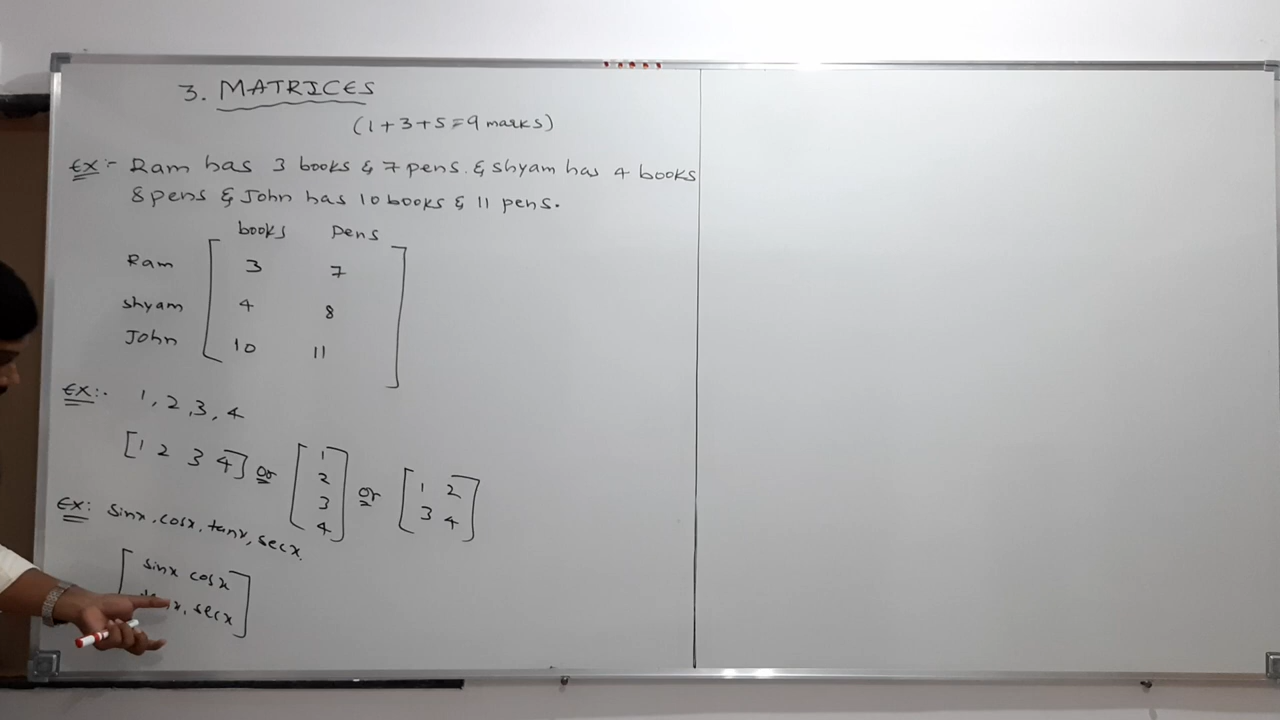 3. MATRICES
(1+3+5=9 marks)
EX:- Ram has 3 books & 7 pens. & shyam has 4 books
8 pens & John has 10 books & 11 pens.
books pens
Ram 3 7
shyam 4 8
John 10 11
EX:- 1, 2, 3, 4
[1 2 3 4] or [1 2 3 4] or [1 2
3 4]
EX: sinx, cosx, tanx, secx.
[sinx cosx
x, secx]